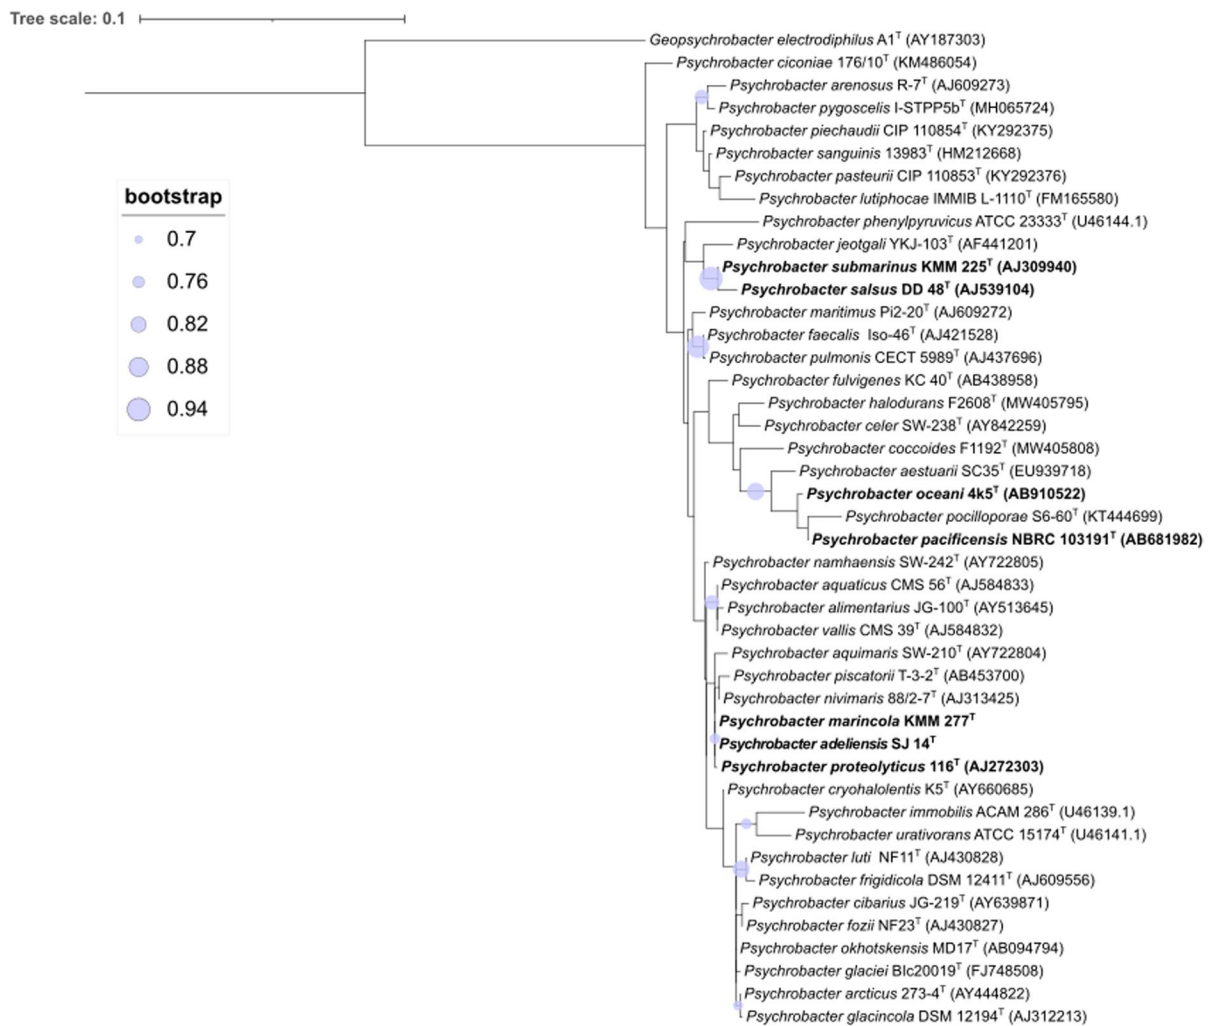 Tree scale: 0.1
Geopsychrobacter electrodiphilus A1ᵀ (AY187303)
Psychrobacter ciconiae 176/10ᵀ (KM486054)
Psychrobacter arenosus R-7ᵀ (AJ609273)
Psychrobacter pygoscelis I-STPP5bᵀ (MH065724)
Psychrobacter piechaudii CIP 110854ᵀ (KY292375)
Psychrobacter sanguinis 13983ᵀ (HM212668)
Psychrobacter pasteurii CIP 110853ᵀ (KY292376)
Psychrobacter lutiphocae IMMIB L-1110ᵀ (FM165580)
Psychrobacter phenylpyruvicus ATCC 23333ᵀ (U46144.1)
Psychrobacter jeotgali YKJ-103ᵀ (AF441201)
Psychrobacter submarinus KMM 225ᵀ (AJ309940)
Psychrobacter salsus DD 48ᵀ (AJ539104)
Psychrobacter maritimus Pi2-20ᵀ (AJ609272)
Psychrobacter faecalis Iso-46ᵀ (AJ421528)
Psychrobacter pulmonis CECT 5989ᵀ (AJ437696)
Psychrobacter fulvigenes KC 40ᵀ (AB438958)
Psychrobacter halodurans F2608ᵀ (MW405795)
Psychrobacter celer SW-238ᵀ (AY842259)
Psychrobacter coccoides F1192ᵀ (MW405808)
Psychrobacter aestuarii SC35ᵀ (EU939718)
Psychrobacter oceani 4k5ᵀ (AB910522)
Psychrobacter pocilloporae S6-60ᵀ (KT444699)
Psychrobacter pacificensis NBRC 103191ᵀ (AB681982)
Psychrobacter namhaensis SW-242ᵀ (AY722805)
Psychrobacter aquaticus CMS 56ᵀ (AJ584833)
Psychrobacter alimentarius JG-100ᵀ (AY513645)
Psychrobacter vallis CMS 39ᵀ (AJ584832)
Psychrobacter aquimaris SW-210ᵀ (AY722804)
Psychrobacter piscatorii T-3-2ᵀ (AB453700)
Psychrobacter nivimaris 88/2-7ᵀ (AJ313425)
Psychrobacter marincola KMM 277ᵀ
Psychrobacter adeliensis SJ 14ᵀ
Psychrobacter proteolyticus 116ᵀ (AJ272303)
Psychrobacter cryohalolentis K5ᵀ (AY660685)
Psychrobacter immobilis ACAM 286ᵀ (U46139.1)
Psychrobacter urativorans ATCC 15174ᵀ (U46141.1)
Psychrobacter luti NF11ᵀ (AJ430828)
Psychrobacter frigidicola DSM 12411ᵀ (AJ609556)
Psychrobacter cibarius JG-219ᵀ (AY639871)
Psychrobacter fozii NF23ᵀ (AJ430827)
Psychrobacter okhotskensis MD17ᵀ (AB094794)
Psychrobacter glaciei BIc20019ᵀ (FJ748508)
Psychrobacter arcticus 273-4ᵀ (AY444822)
Psychrobacter glacincola DSM 12194ᵀ (AJ312213)
bootstrap
0.7
0.76
0.82
0.88
0.94